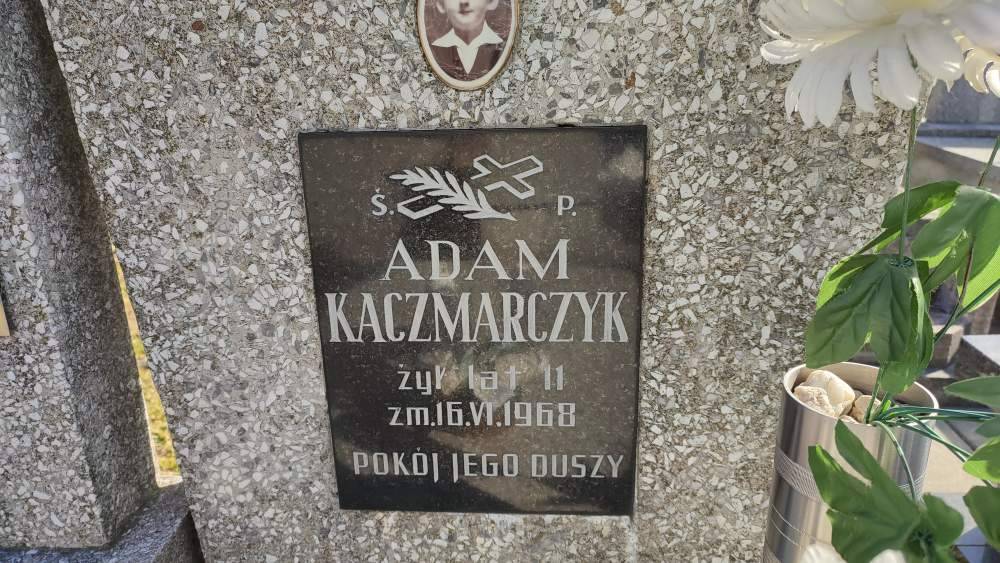 Ś. P.
ADAM
KACZMARCZYK
żył lat 11
zm.16.VI.1968
POKÓJ JEGO DUSZY